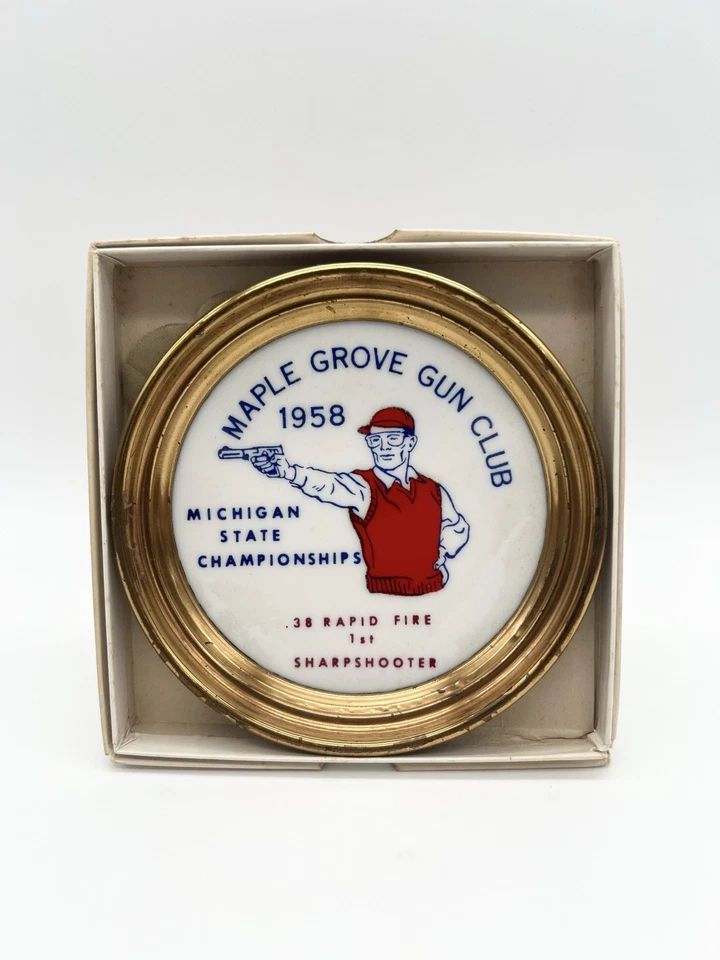 MAPLE GROVE GUN CLUB
1958
MICHIGAN
STATE
CHAMPIONSHIPS
.38 RAPID FIRE
1st
SHARPSHOOTER